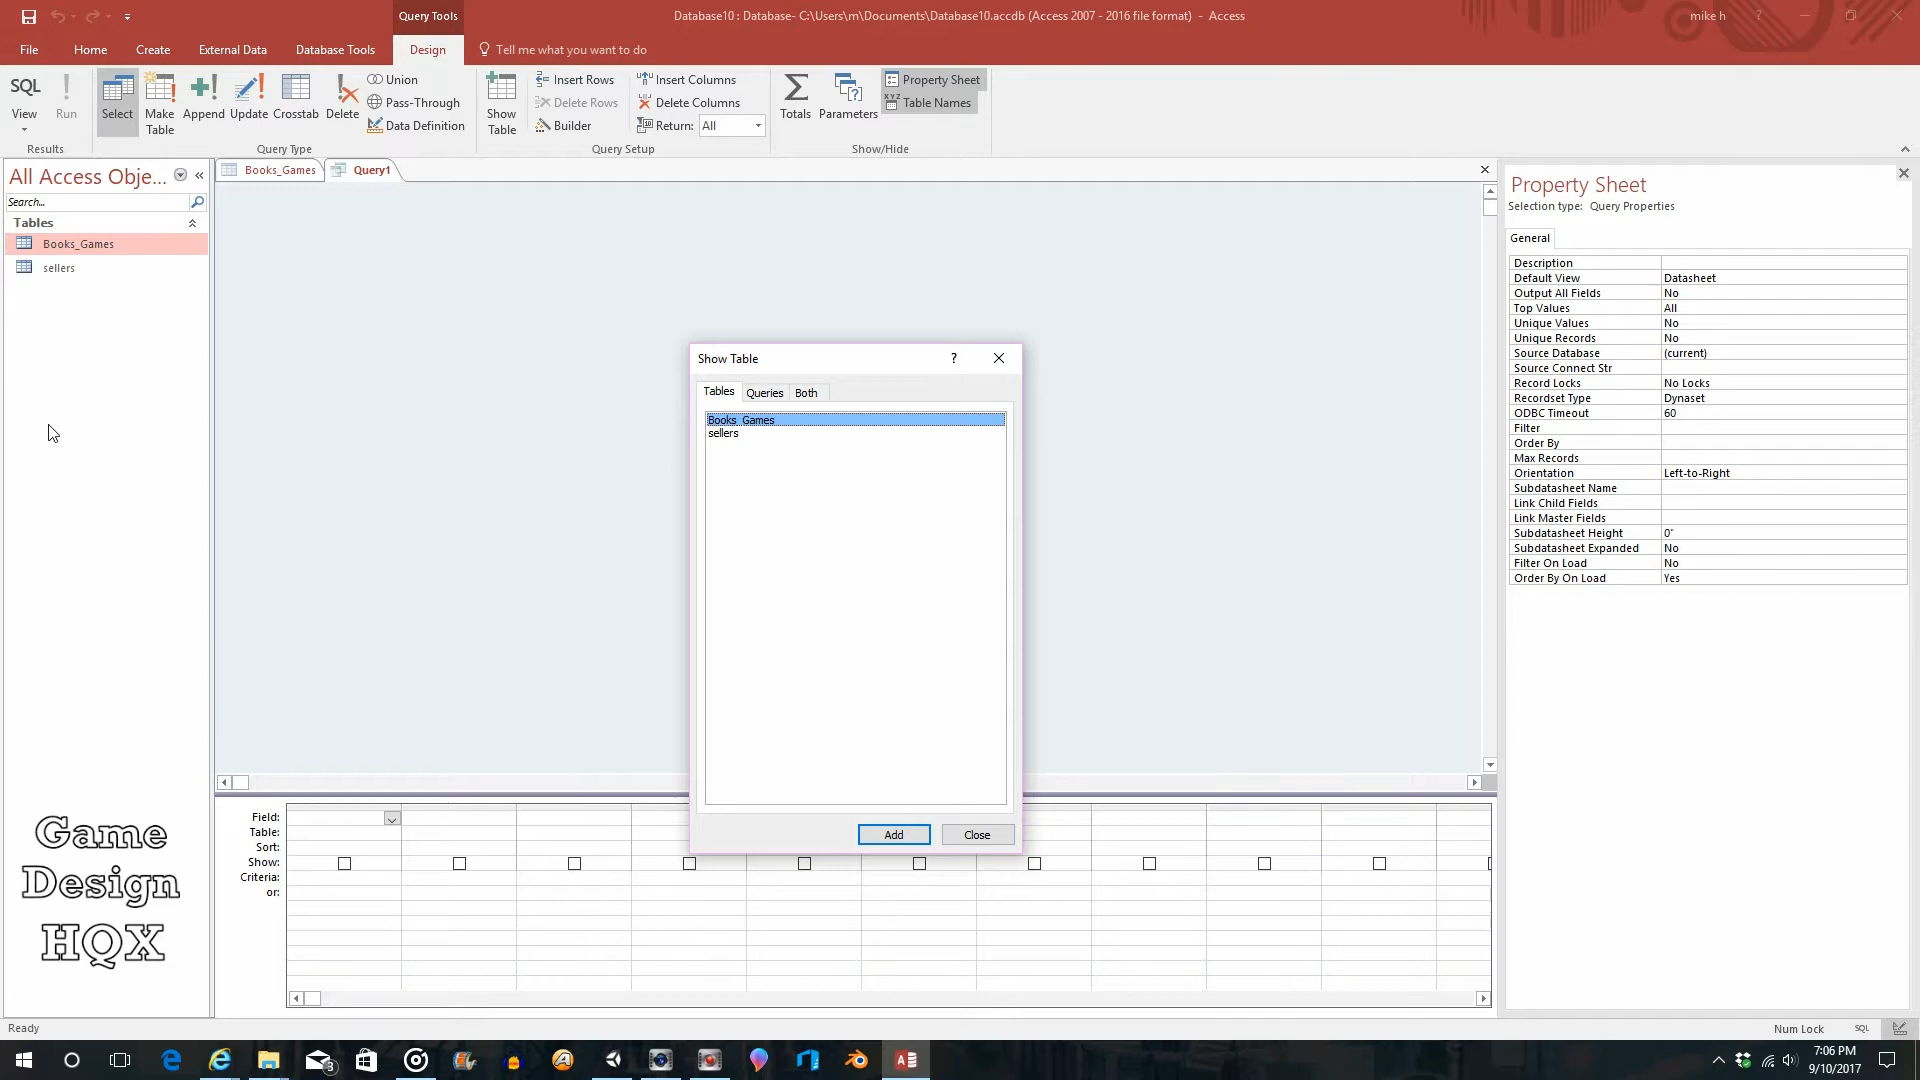 Query Tools
Database10 : Database- C:\Users\m\Documents\Database10.accdb (Access 2007 - 2016 file format) - Access
mike h
?
File
Home
Create
External Data
Database Tools
Design
Tell me what you want to do
SQL
View
Run
Select
Make Table
Append
Update
Crosstab
Delete
Union
Pass-Through
Data Definition
Show Table
Insert Rows
Delete Rows
Builder
Insert Columns
Delete Columns
Return: All
Totals
Parameters
Property Sheet
XYZ Table Names
Results
Query Type
Query Setup
Show/Hide
All Access Obje...
Search...
Tables
Books_Games
sellers
Books_Games
Query1
Show Table
?
Tables
Queries
Both
Books_Games
sellers
Add
Close
Field:
Table:
Sort:
Show:
Criteria:
or:
Property Sheet
Selection type: Query Properties
General
Description
Default View Datasheet
Output All Fields No
Top Values All
Unique Values No
Unique Records No
Source Database (current)
Source Connect Str
Record Locks No Locks
Recordset Type Dynaset
ODBC Timeout 60
Filter
Order By
Max Records
Orientation Left-to-Right
Subdatasheet Name
Link Child Fields
Link Master Fields
Subdatasheet Height 0"
Subdatasheet Expanded No
Filter On Load No
Order By On Load Yes
Game
Design
HQX
Ready
Num Lock
SQL
3
7:06 PM
9/10/2017